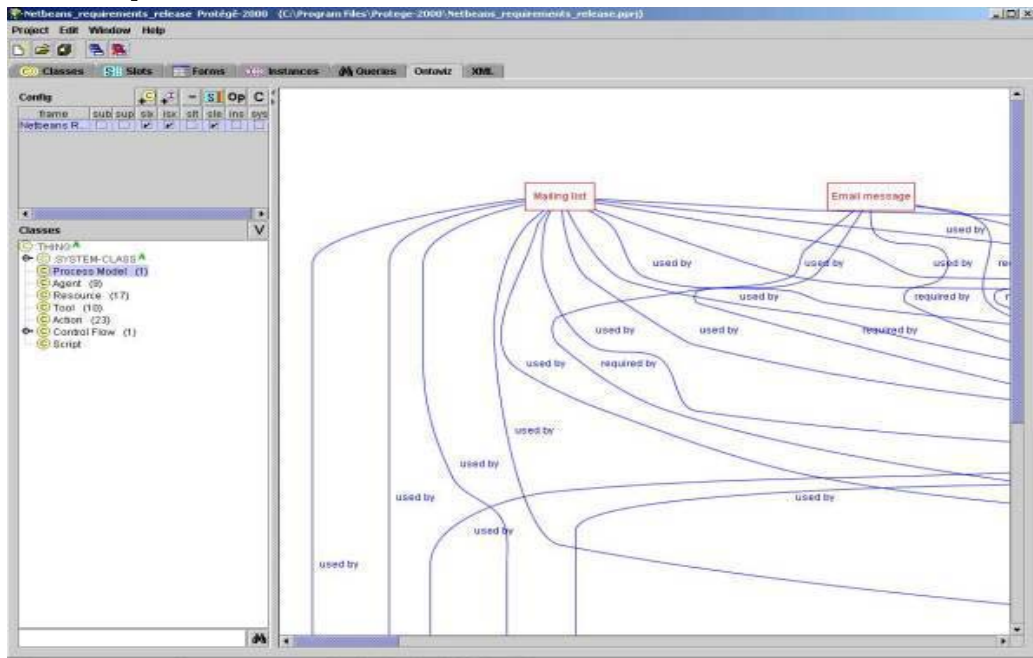 Netbeans_requirements_release Protégé-2000 (C:\Program Files\Protege-2000\Netbeans_requirements_release.pprj)
Project Edit Window Help
Classes Slots Forms Instances Queries Ontoviz XML
Config
S Op C
frame sub sup slx isx slt sle ins sys
Netbeans R...
Classes V
THING A
:SYSTEM-CLASS A
Process Model (1)
Agent (9)
Resource (17)
Tool (10)
Action (23)
Control Flow (1)
Script
Mailing list
Email message
used by
used by
used by
used by
used by
required by
used by
used by
required by
used by
required by
used by
used by
used by
used by
used by
used by